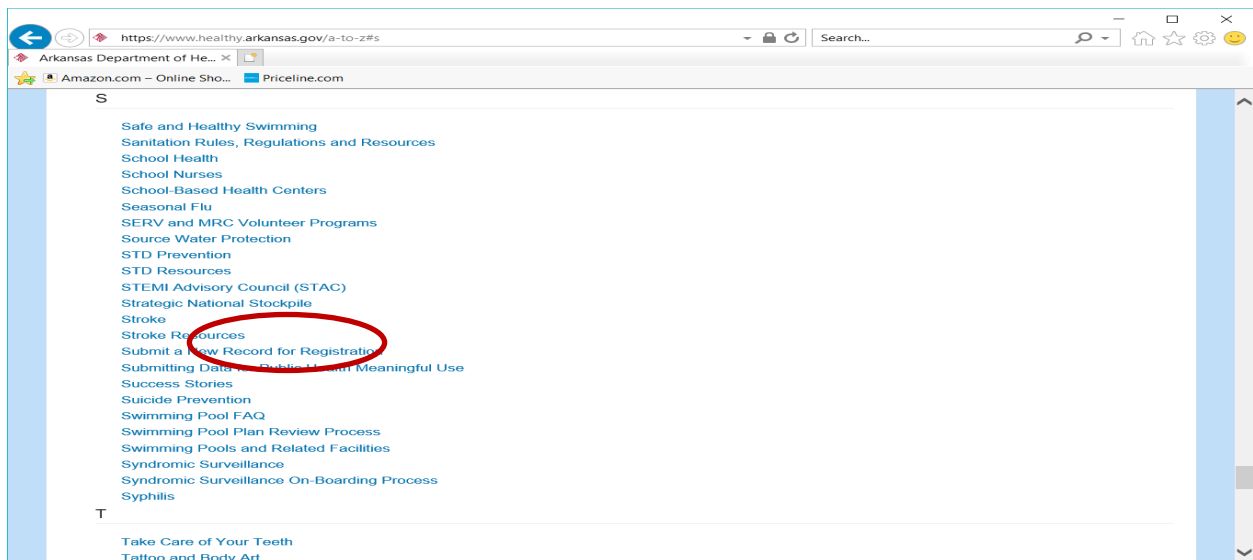 https://www.healthy.arkansas.gov/a-to-z#s
Search...
Arkansas Department of He...
Amazon.com – Online Sho...
Priceline.com
S
Safe and Healthy Swimming
Sanitation Rules, Regulations and Resources
School Health
School Nurses
School-Based Health Centers
Seasonal Flu
SERV and MRC Volunteer Programs
Source Water Protection
STD Prevention
STD Resources
STEMI Advisory Council (STAC)
Strategic National Stockpile
Stroke
Stroke Resources
Submit a New Record for Registration
Submitting Data for Public Health Meaningful Use
Success Stories
Suicide Prevention
Swimming Pool FAQ
Swimming Pool Plan Review Process
Swimming Pools and Related Facilities
Syndromic Surveillance
Syndromic Surveillance On-Boarding Process
Syphilis
T
Take Care of Your Teeth
Tattoo and Body Art